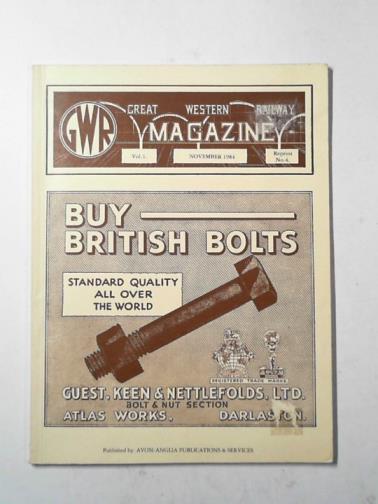 GWR
GREAT WESTERN RAILWAY
MAGAZINE
Vol.1. NOVEMBER 1984 Reprint No.4.
BUY
BRITISH BOLTS
STANDARD QUALITY
ALL OVER
THE WORLD
REGISTERED TRADE MARKS
GUEST, KEEN & NETTLEFOLDS, LTD.
BOLT & NUT SECTION
ATLAS WORKS, DARLASTON.
Published by AVON-ANGLIA PUBLICATIONS & SERVICES